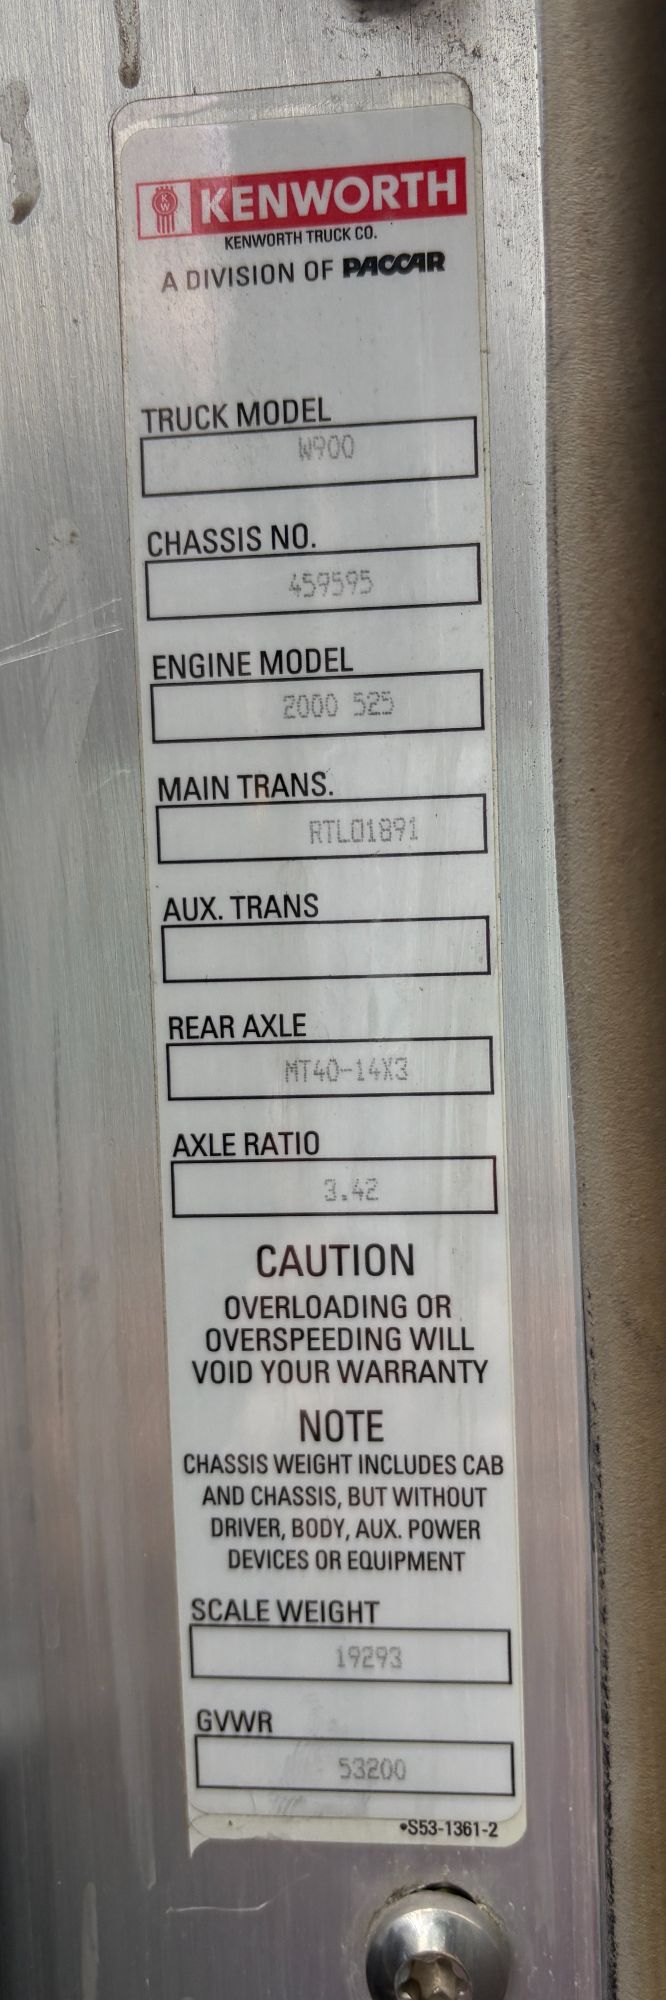 KW KENWORTH
KENWORTH TRUCK CO.
A DIVISION OF PACCAR
TRUCK MODEL
W900
CHASSIS NO.
459595
ENGINE MODEL
2000 525
MAIN TRANS.
RTLO1891
AUX. TRANS
REAR AXLE
MT40-14X3
AXLE RATIO
3.42
CAUTION
OVERLOADING OR
OVERSPEEDING WILL
VOID YOUR WARRANTY
NOTE
CHASSIS WEIGHT INCLUDES CAB
AND CHASSIS, BUT WITHOUT
DRIVER, BODY, AUX. POWER
DEVICES OR EQUIPMENT
SCALE WEIGHT
19293
GVWR
53200
•S53-1361-2